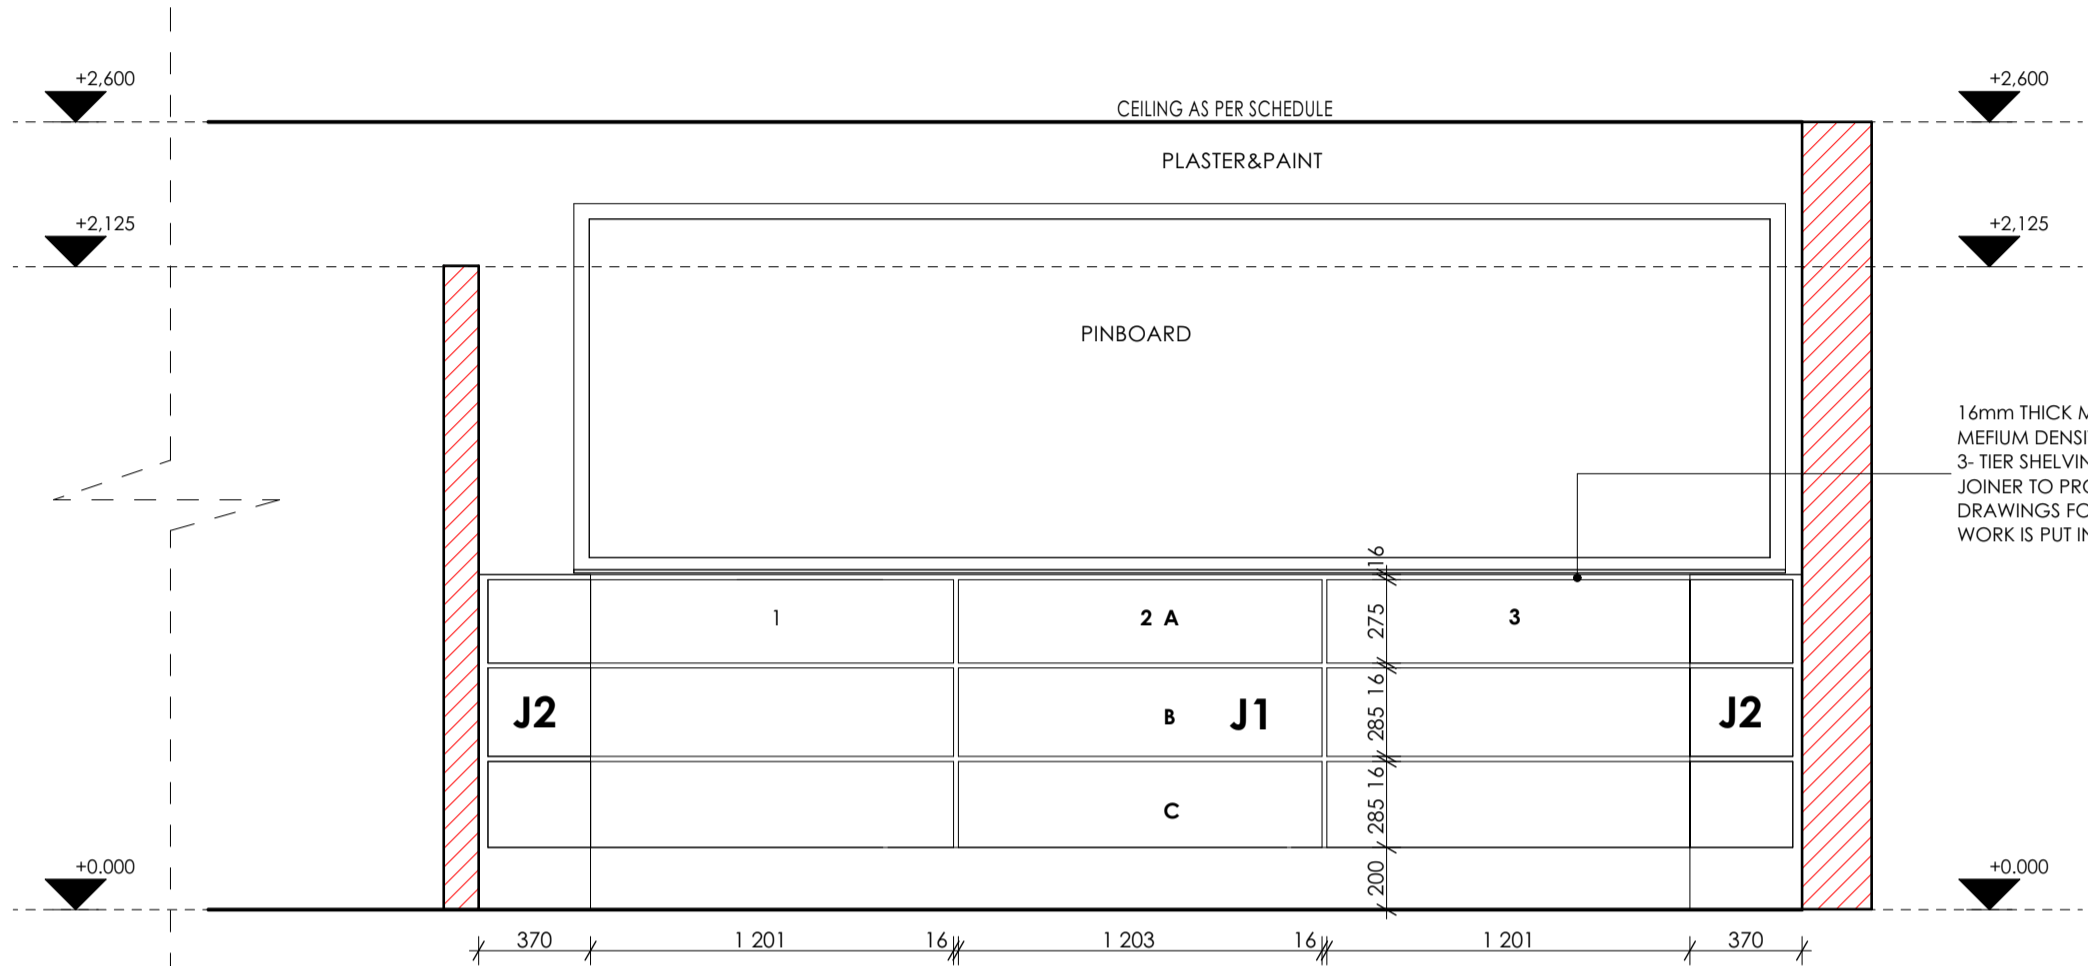 +2,600
+2,600
CEILING AS PER SCHEDULE
PLASTER&PAINT
+2,125
+2,125
PINBOARD
16mm THICK M
MEFIUM DENSI
3- TIER SHELVIN
JOINER TO PRO
DRAWINGS FO
WORK IS PUT IN
16
1
2 A
275
3
J2
B
J1
16
285
J2
C
16
285
+0.000
200
+0.000
370
1 201
16
1 203
16
1 201
370